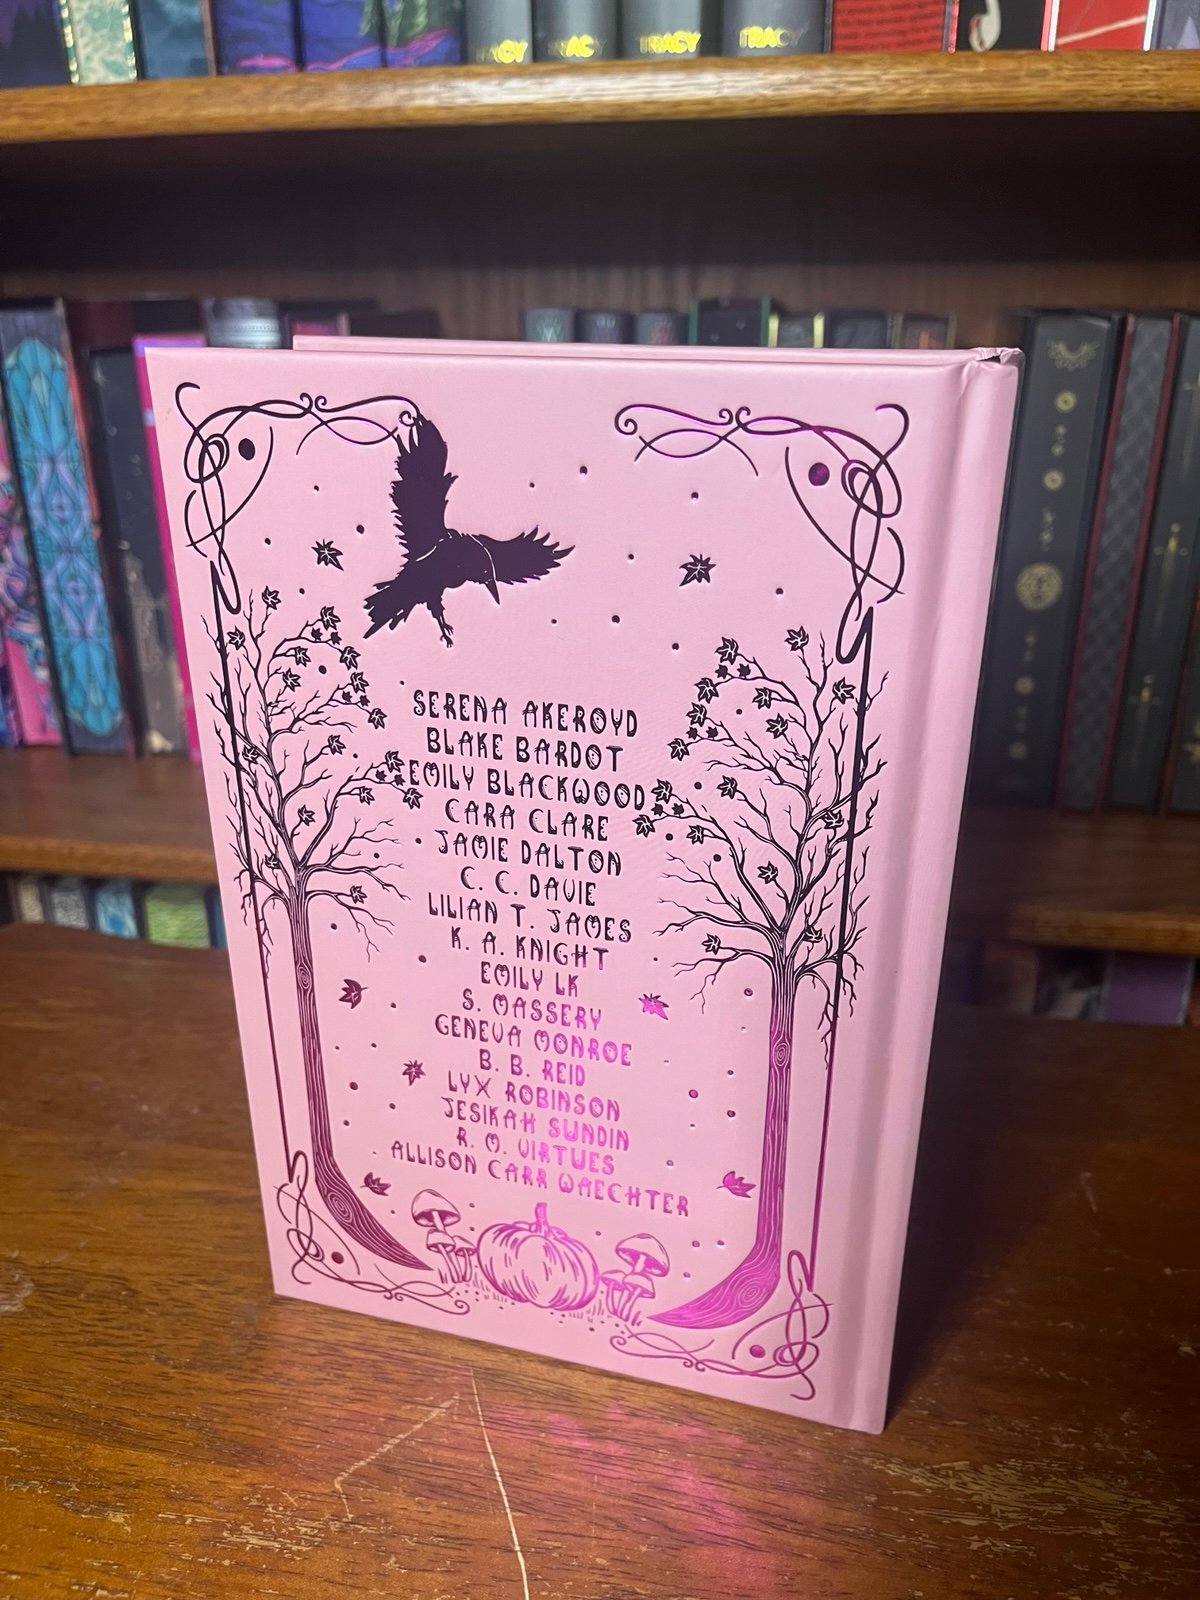 TRACY
TRACY
TRACY
TRACY
SERENA AKEROYD
BLAKE BARDOT
EMILY BLACKWOOD
CARA CLARE
JAMIE DALTON
C. C. DAVIE
LILIAN T. JAMES
K. A. KNIGHT
EMILY LK
S. MASSERY
GENEVA MONROE
B. B. REID
LYX ROBINSON
JESIKAH SUNDIN
R. M. VIRTUES
ALLISON CARR WAECHTER